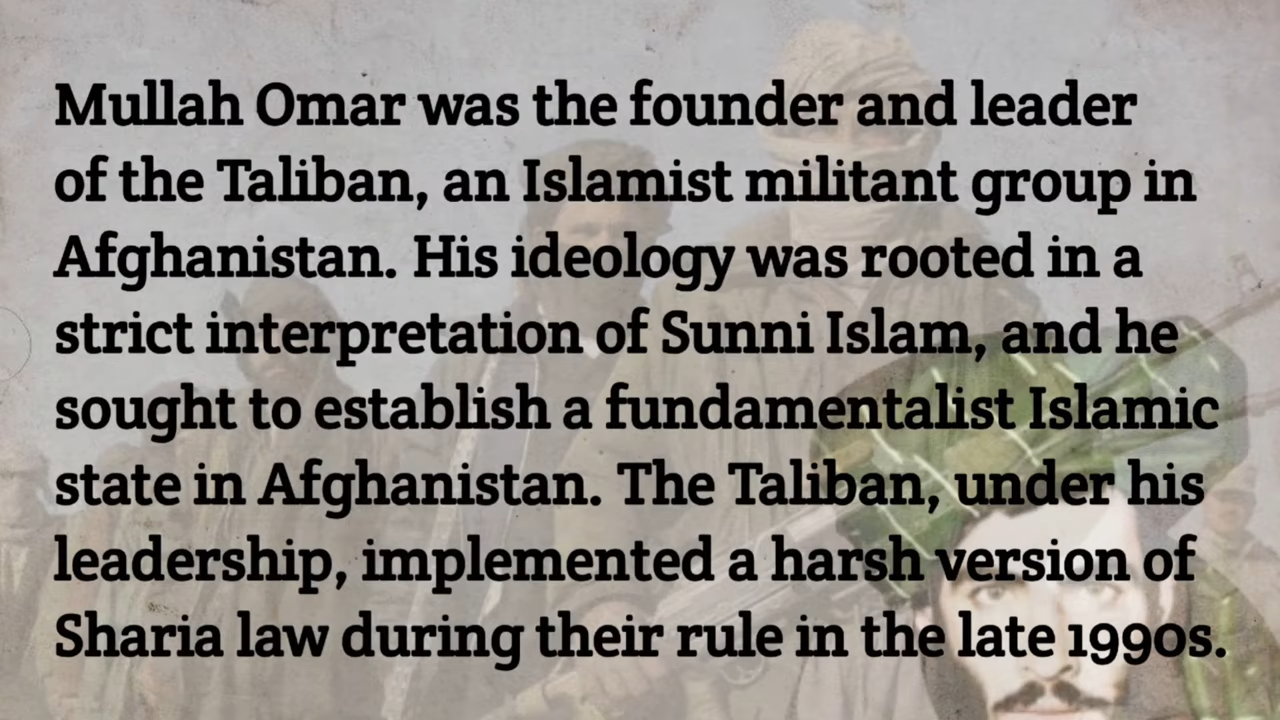 Mullah Omar was the founder and leader
of the Taliban, an Islamist militant group in
Afghanistan. His ideology was rooted in a
strict interpretation of Sunni Islam, and he
sought to establish a fundamentalist Islamic
state in Afghanistan. The Taliban, under his
leadership, implemented a harsh version of
Sharia law during their rule in the late 1990s.